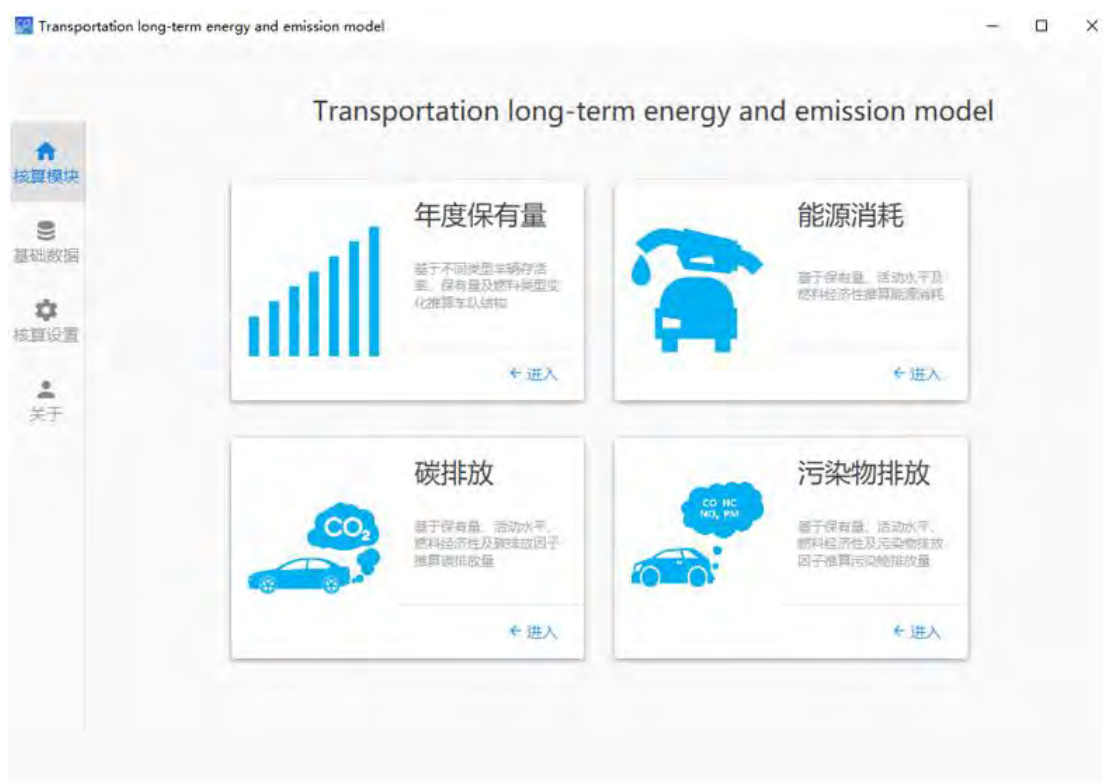 Transportation long-term energy and emission model
Transportation long-term energy and emission model
核算模块
基础数据
核算设置
关于
年度保有量
基于不同类型车辆存活
率、保有量及燃料类型变
化推算车队结构
进入
能源消耗
基于保有量、活动水平及
燃料经济性推算能源消耗
进入
碳排放
CO₂
基于保有量、活动水平、
燃料经济性及碳排放因子
推算碳排放量
进入
污染物排放
CO HC
NOₓ PM
基于保有量、活动水平、
燃料经济性及污染物排放
因子推算污染物排放量
进入